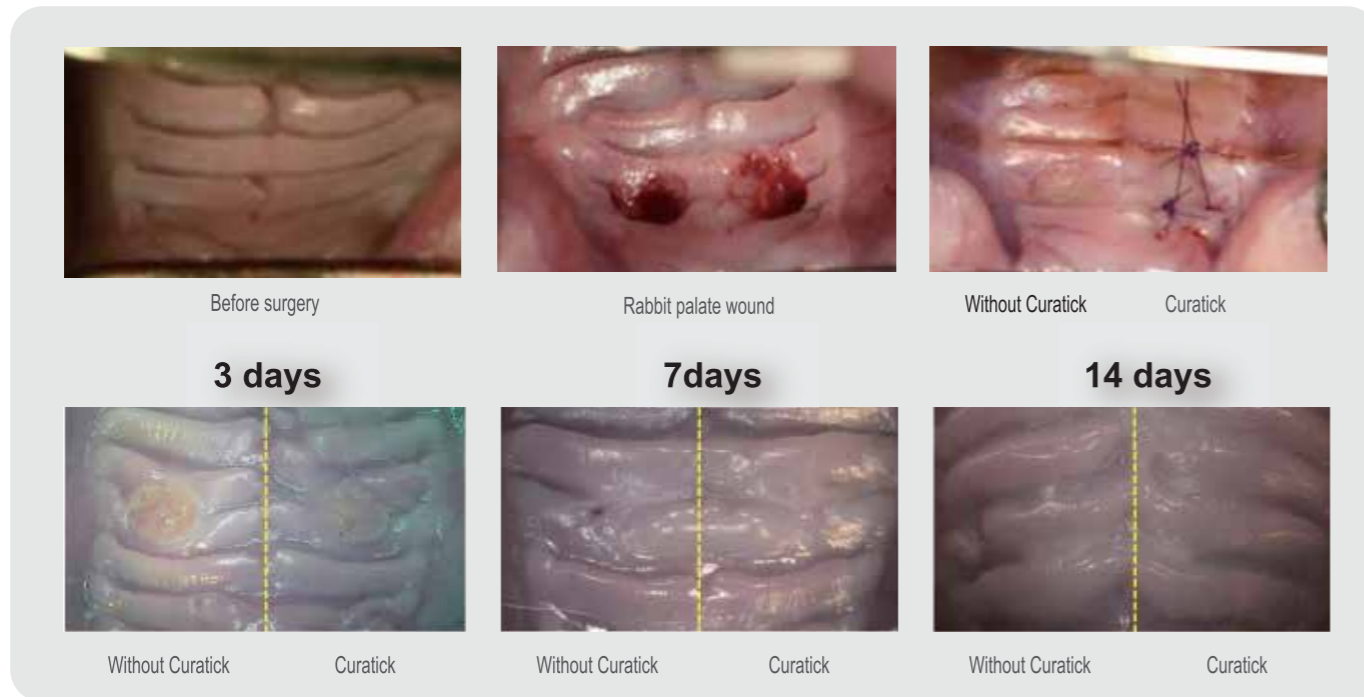 Before surgery
Rabbit palate wound
Without Curatick Curatick
3 days
7days
14 days
Without Curatick Curatick
Without Curatick Curatick
Without Curatick Curatick